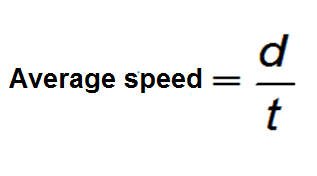 Average speed = d/t